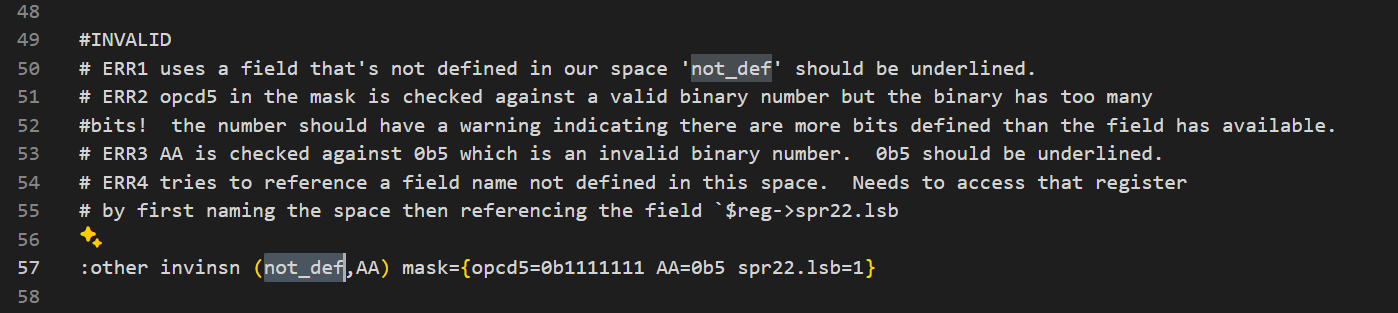 48
49 #INVALID
50 # ERR1 uses a field that's not defined in our space 'not_def' should be underlined.
51 # ERR2 opcd5 in the mask is checked against a valid binary number but the binary has too many
52 #bits!  the number should have a warning indicating there are more bits defined than the field has available.
53 # ERR3 AA is checked against 0b5 which is an invalid binary number.  0b5 should be underlined.
54 # ERR4 tries to reference a field name not defined in this space.  Needs to access that register
55 # by first naming the space then referencing the field `$reg->spr22.lsb
56
57 :other invinsn (not_def,AA) mask={opcd5=0b1111111 AA=0b5 spr22.lsb=1}
58